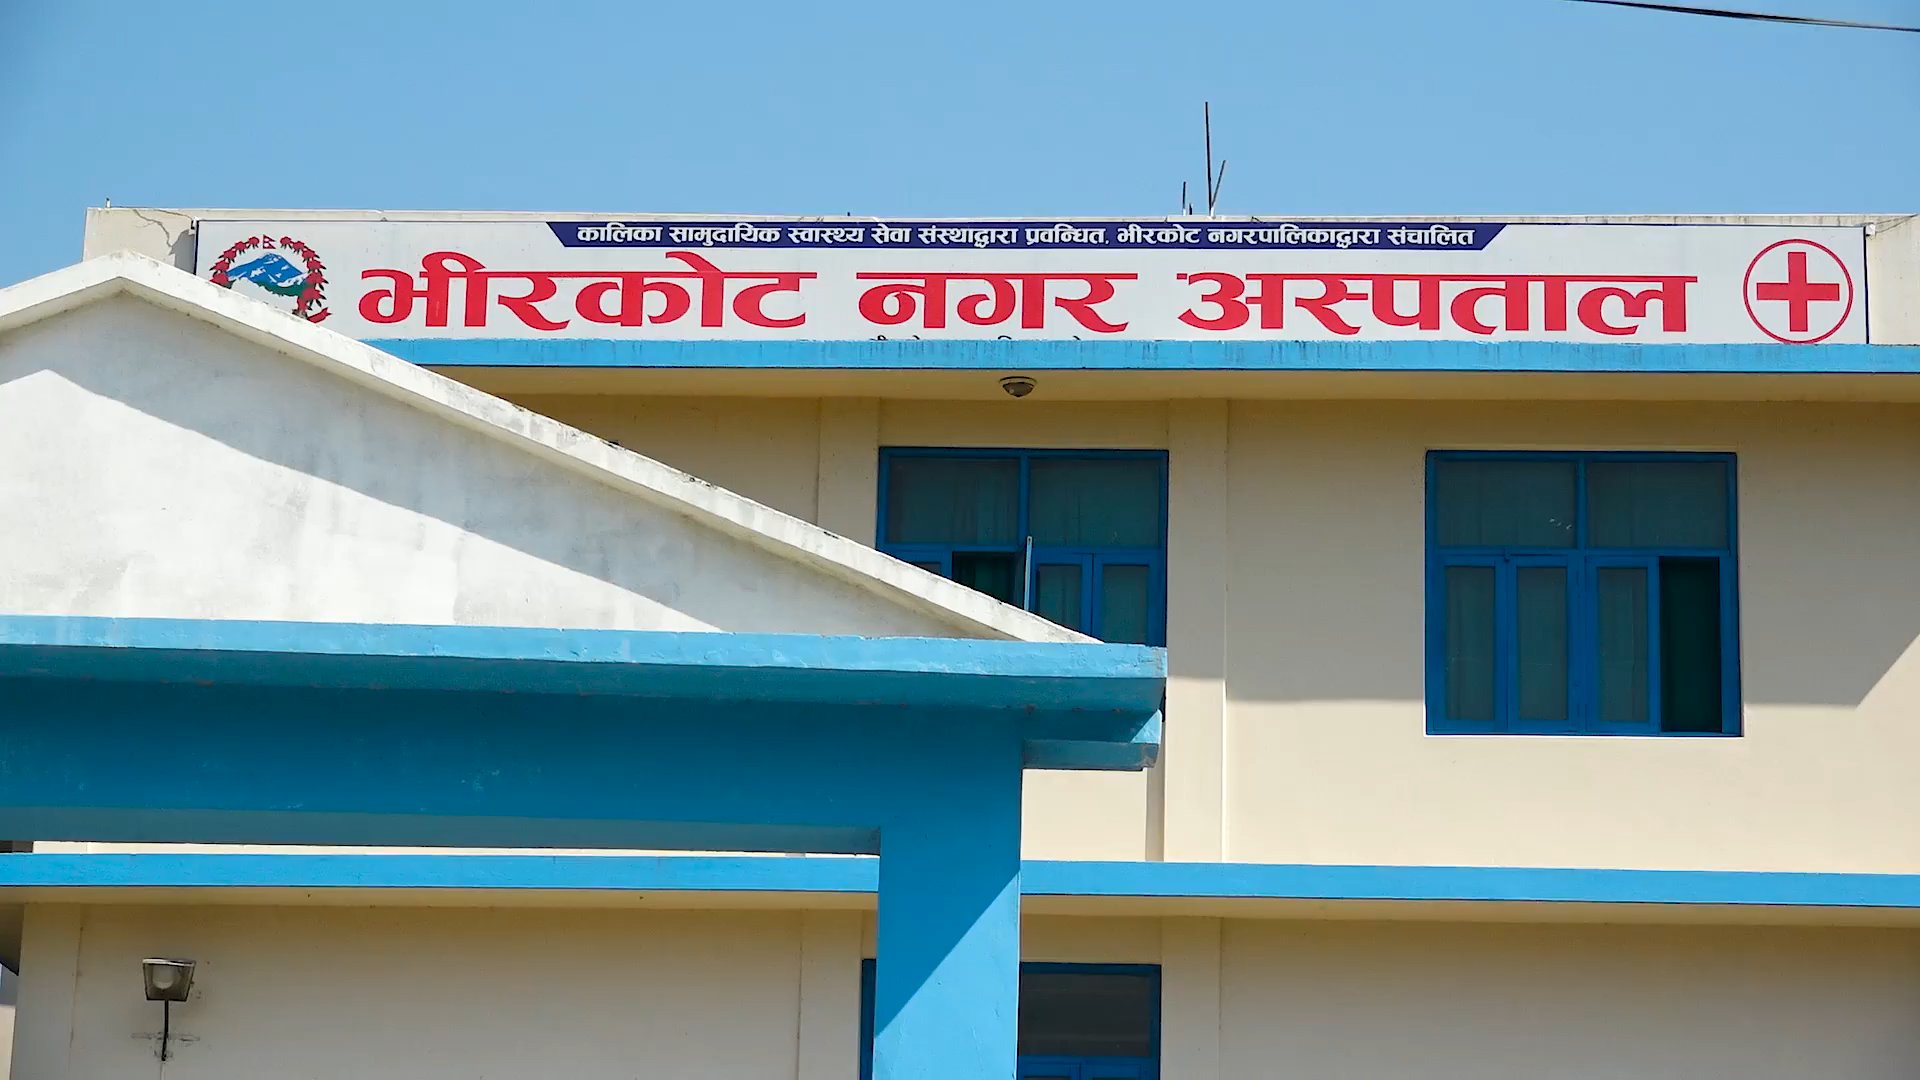 कालिका सामुदायिक स्वास्थ्य सेवा संस्थाद्वारा प्रवन्धित, भीरकोट नगरपालिकाद्वारा संचालित
भीरकोट नगर अस्पताल